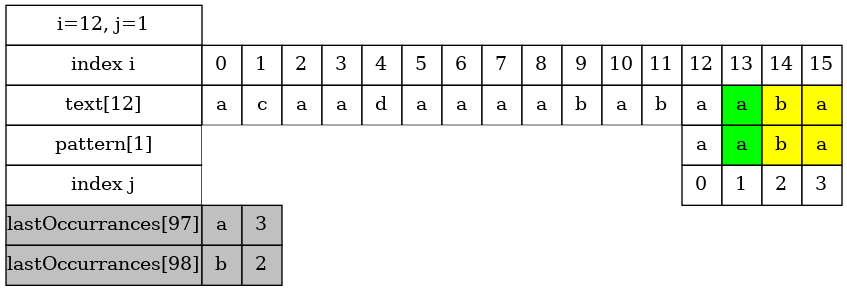 i=12, j=1
index i 0 1 2 3 4 5 6 7 8 9 10 11 12 13 14 15
text[12] a c a a d a a a a b a b a a b a
pattern[1] a a b a
index j 0 1 2 3
lastOccurrances[97] a 3
lastOccurrances[98] b 2